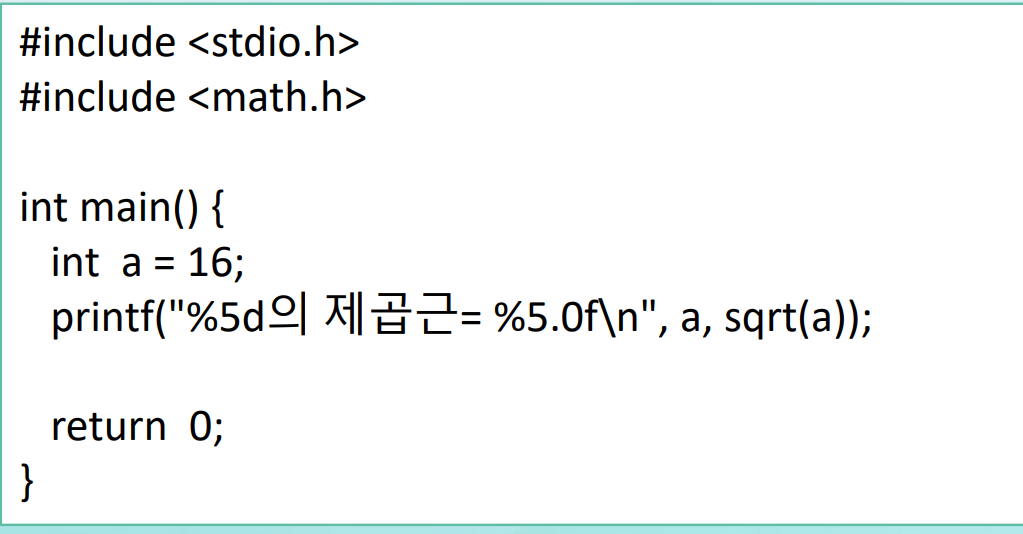 #include <stdio.h>
#include <math.h>
int main() {
int  a = 16;
printf("%5d의 제곱근= %5.0f\n", a, sqrt(a));
return  0;
}